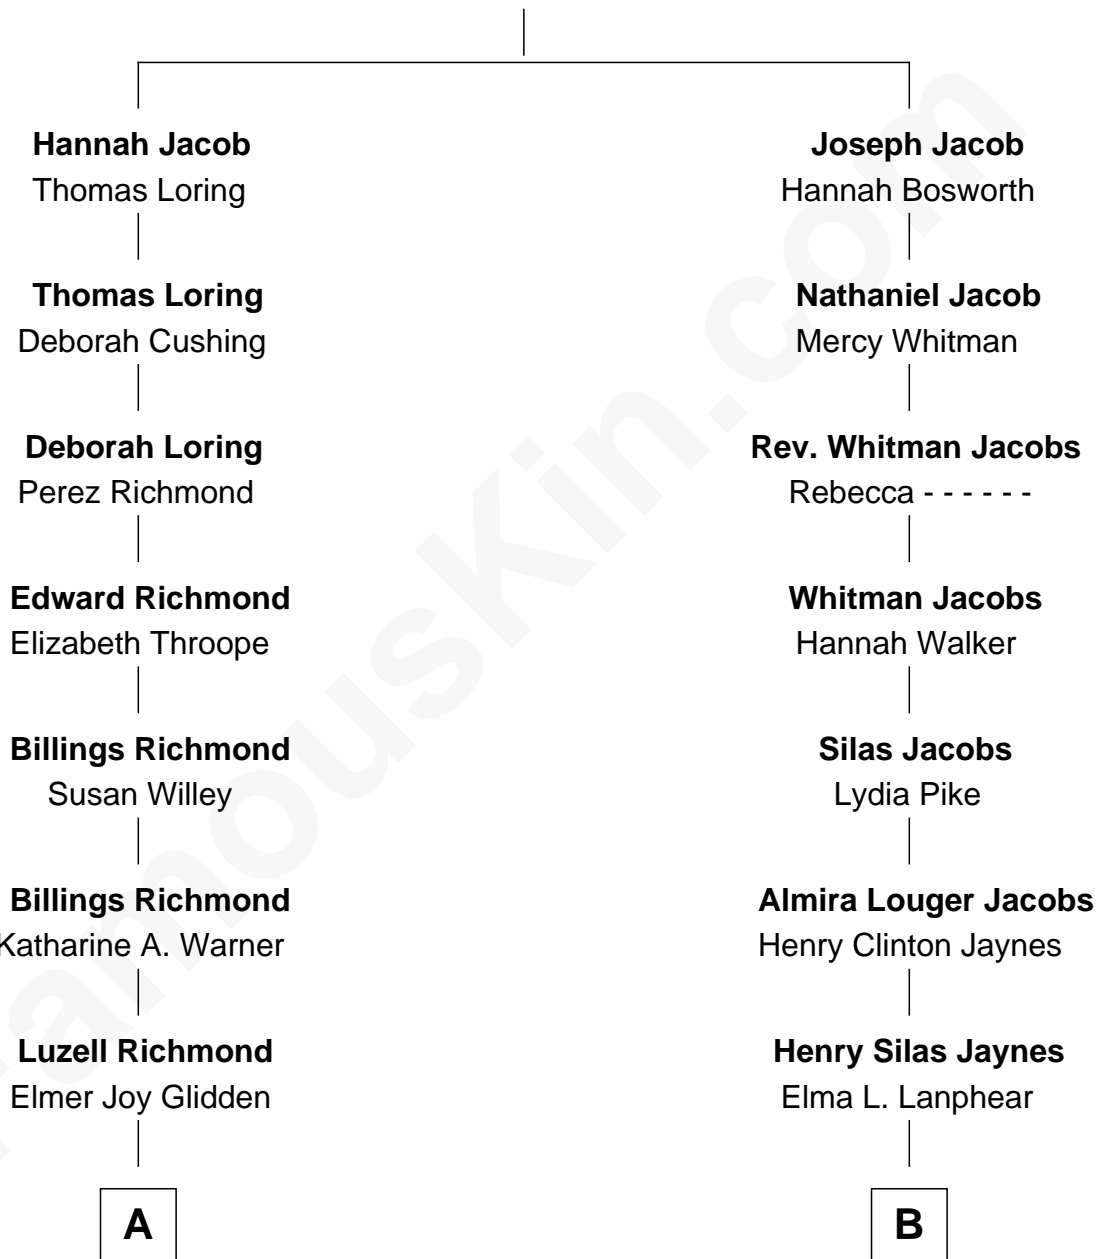 Hannah Jacob
Thomas Loring
Joseph Jacob
Hannah Bosworth
Thomas Loring
Deborah Cushing
Nathaniel Jacob
Mercy Whitman
Deborah Loring
Perez Richmond
Rev. Whitman Jacobs
Rebecca - - - - - -
Edward Richmond
Elizabeth Throope
Whitman Jacobs
Hannah Walker
Billings Richmond
Susan Willey
Silas Jacobs
Lydia Pike
Billings Richmond
Katharine A. Warner
Almira Louger Jacobs
Henry Clinton Jaynes
Luzell Richmond
Elmer Joy Glidden
Henry Silas Jaynes
Elma L. Lanphear
A
B
FamousKin.com